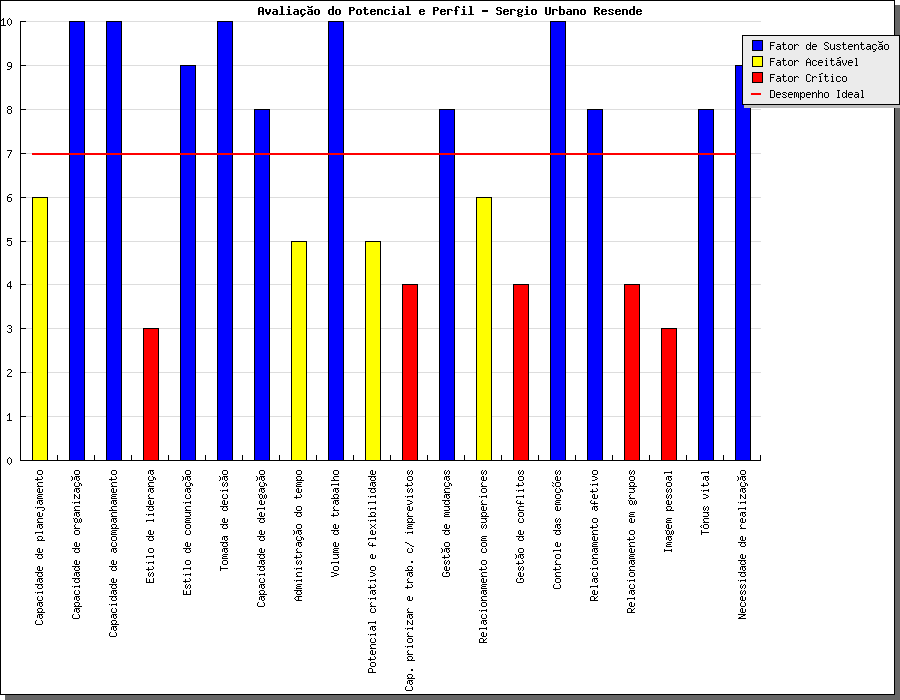 Avaliação do Potencial e Perfil - Sergio Urbano Resende
10
9
8
7
6
5
4
3
2
1
0
Fator de Sustentação
Fator Aceitável
Fator Crítico
Desempenho Ideal
Capacidade de planejamento
Capacidade de organização
Capacidade de acompanhamento
Estilo de liderança
Estilo de comunicação
Tomada de decisão
Capacidade de delegação
Administração do tempo
Volume de trabalho
Potencial criativo e flexibilidade
Cap. priorizar e trab. c/ imprevistos
Gestão de mudanças
Relacionamento com superiores
Gestão de conflitos
Controle das emoções
Relacionamento afetivo
Relacionamento em grupos
Imagem pessoal
Tônus vital
Necessidade de realização